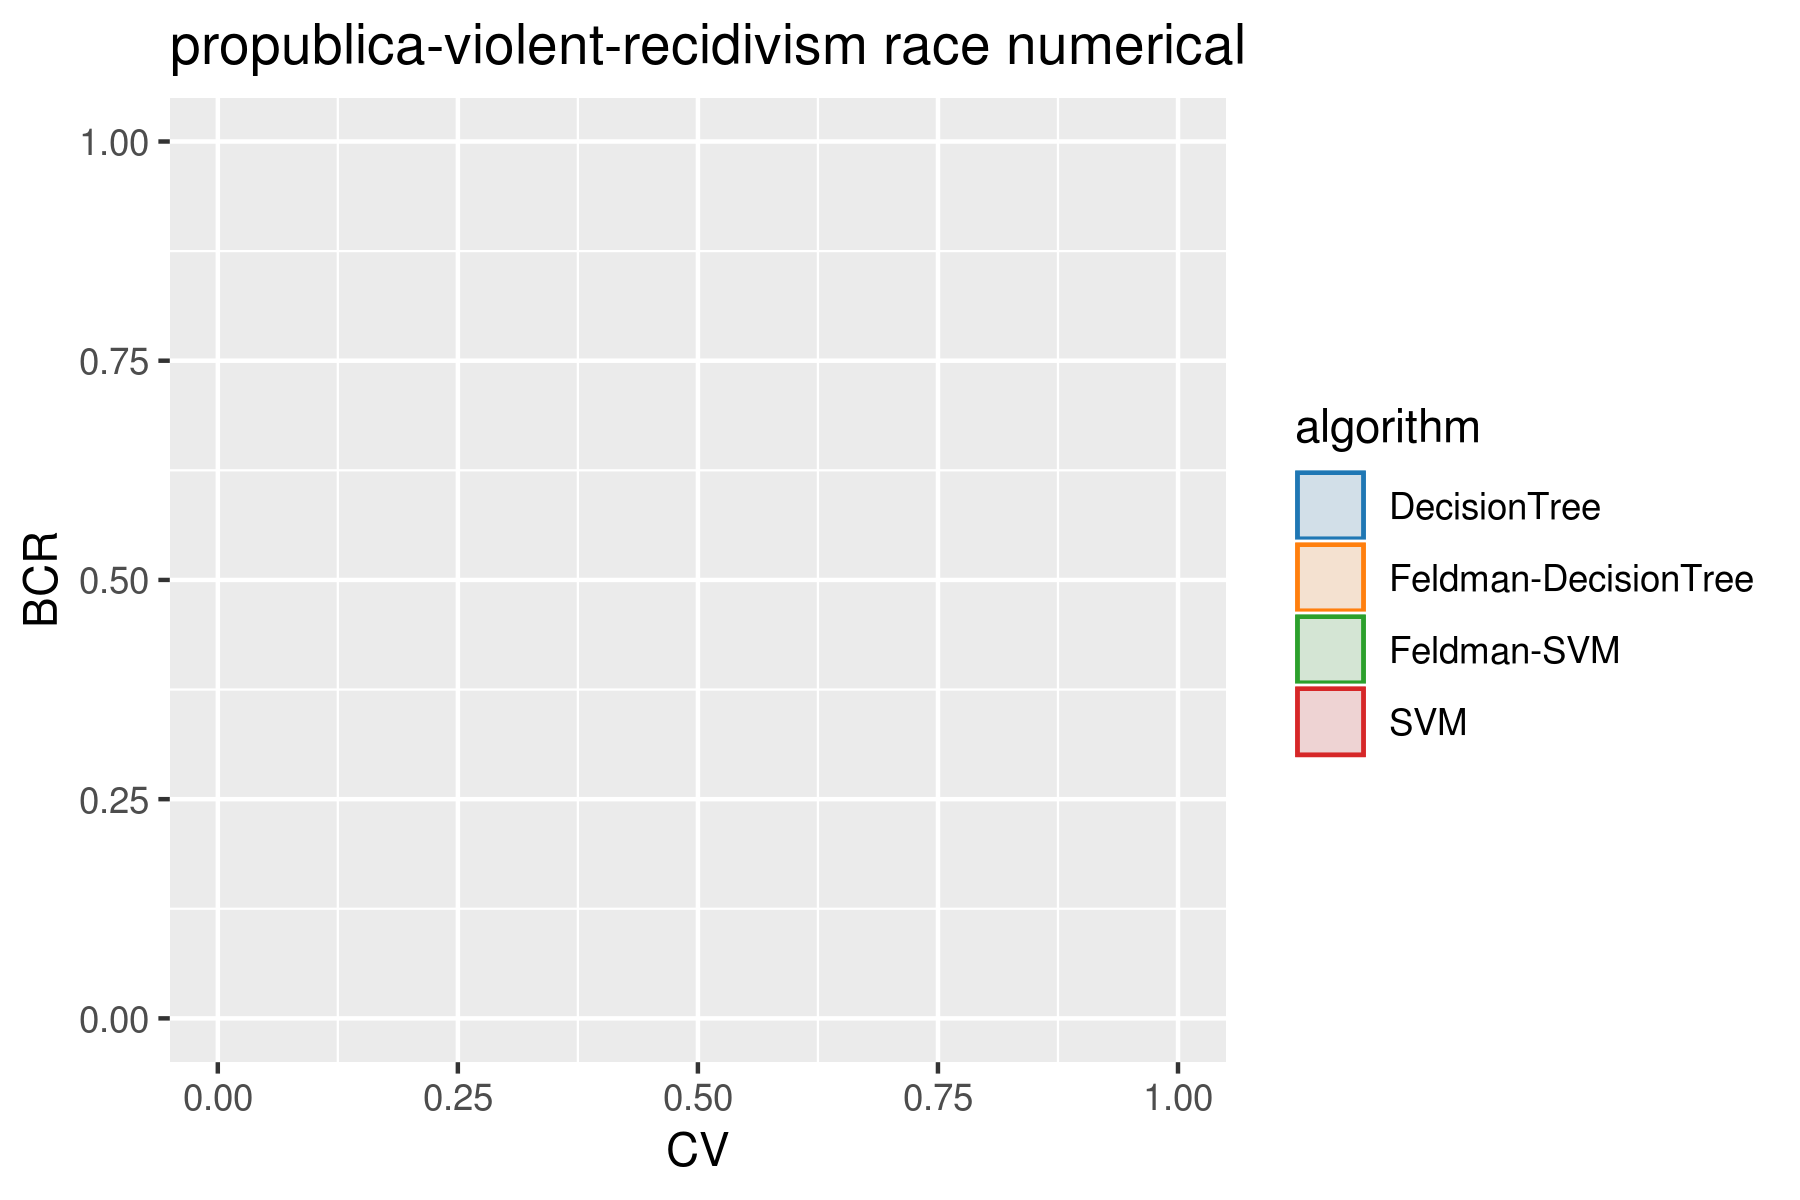 propublica-violent-recidivism race numerical
1.00
0.75
0.50
0.25
0.00
BCR
0.00 0.25 0.50 0.75 1.00
CV
algorithm
DecisionTree
Feldman-DecisionTree
Feldman-SVM
SVM